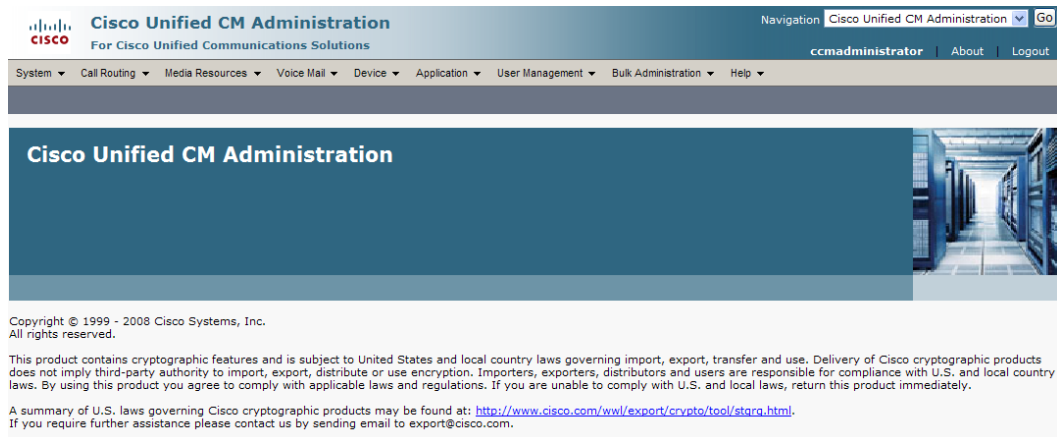 Cisco Unified CM Administration
Navigation Cisco Unified CM Administration Go
CISCO
For Cisco Unified Communications Solutions
ccmadministrator | About | Logout
System Call Routing Media Resources Voice Mail Device Application User Management Bulk Administration Help
Cisco Unified CM Administration
Copyright © 1999 - 2008 Cisco Systems, Inc.
All rights reserved.
This product contains cryptographic features and is subject to United States and local country laws governing import, export, transfer and use. Delivery of Cisco cryptographic products
does not imply third-party authority to import, export, distribute or use encryption. Importers, exporters, distributors and users are responsible for compliance with U.S. and local country
laws. By using this product you agree to comply with applicable laws and regulations. If you are unable to comply with U.S. and local laws, return this product immediately.
A summary of U.S. laws governing Cisco cryptographic products may be found at: http://www.cisco.com/wwl/export/crypto/tool/stqrg.html.
If you require further assistance please contact us by sending email to export@cisco.com.